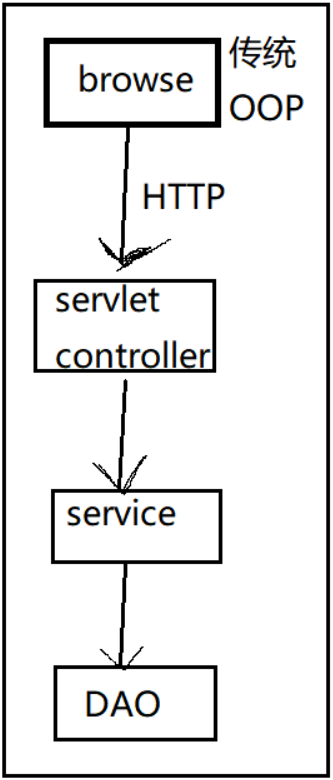 browse
传统
OOP
HTTP
servlet
controller
service
DAO